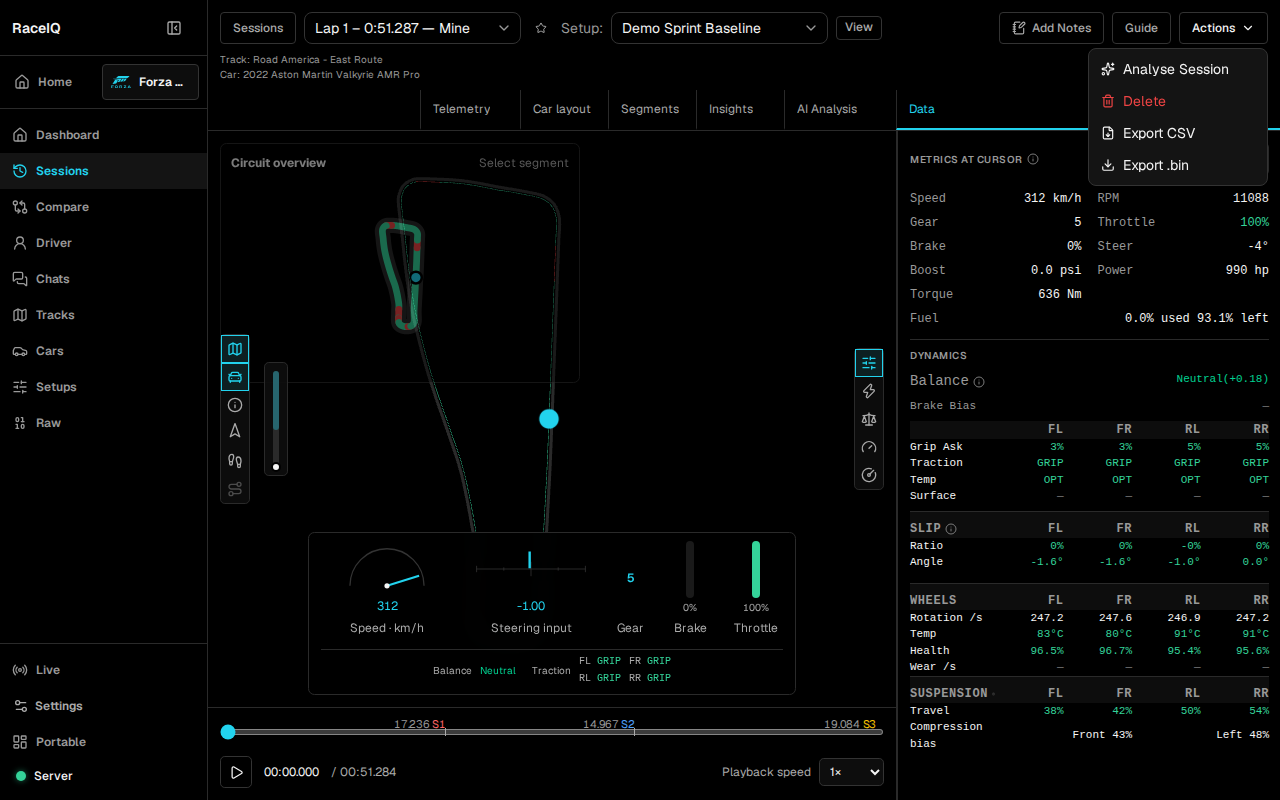 RaceIQ
Home
FORZA
Forza ...
Dashboard
Sessions
Compare
Driver
Chats
Tracks
Cars
Setups
Raw
Live
Settings
Portable
Server
Sessions
Lap 1 – 0:51.287 — Mine
Setup:
Demo Sprint Baseline
View
Add Notes
Guide
Actions
Track: Road America - East Route
Car: 2022 Aston Martin Valkyrie AMR Pro
Analyse Session
Delete
Export CSV
Export .bin
Telemetry
Car layout
Segments
Insights
AI Analysis
Data
Circuit overview
Select segment
312
Speed · km/h
-1.00
Steering input
5
Gear
0%
Brake
100%
Throttle
Balance Neutral Traction FL GRIP FR GRIP
RL GRIP RR GRIP
17.236 S1
14.967 S2
19.084 S3
00:00.000 / 00:51.284
Playback speed
1×
METRICS AT CURSOR
Speed 312 km/h RPM 11088
Gear 5 Throttle 100%
Brake 0% Steer -4°
Boost 0.0 psi Power 990 hp
Torque 636 Nm
Fuel 0.0% used 93.1% left
DYNAMICS
Balance Neutral(+0.18)
Brake Bias —
FL FR RL RR
Grip Ask 3% 3% 5% 5%
Traction GRIP GRIP GRIP GRIP
Temp OPT OPT OPT OPT
Surface — — — —
SLIP FL FR RL RR
Ratio 0% 0% -0% 0%
Angle -1.6° -1.6° -1.0° 0.0°
WHEELS FL FR RL RR
Rotation /s 247.2 247.6 246.9 247.2
Temp 83°C 80°C 91°C 91°C
Health 96.5% 96.7% 95.4% 95.6%
Wear /s — — — —
SUSPENSION FL FR RL RR
Travel 38% 42% 50% 54%
Compression
bias Front 43% Left 48%